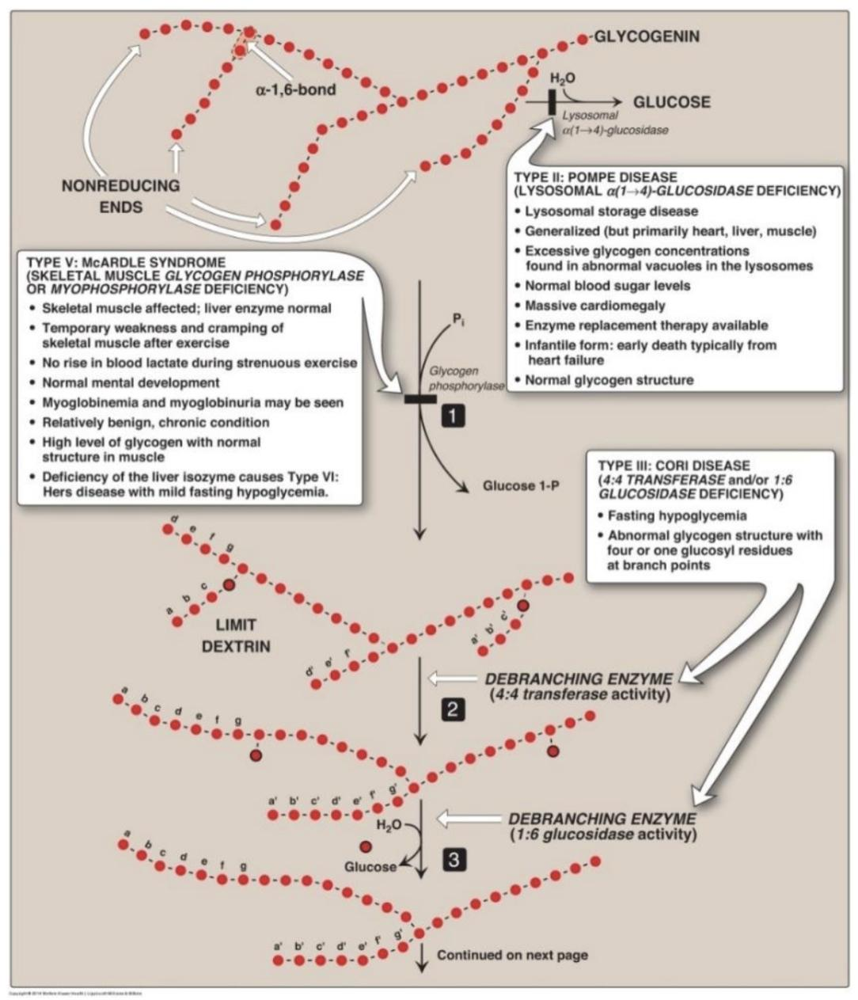 GLYCOGENIN
α-1,6-bond
H2O
GLUCOSE
Lysosomal
α(1→4)-glucosidase
NONREDUCING
ENDS
TYPE II: POMPE DISEASE
(LYSOSOMAL α(1→4)-GLUCOSIDASE DEFICIENCY)
• Lysosomal storage disease
• Generalized (but primarily heart, liver, muscle)
• Excessive glycogen concentrations
found in abnormal vacuoles in the lysosomes
• Normal blood sugar levels
• Massive cardiomegaly
• Enzyme replacement therapy available
• Infantile form: early death typically from
heart failure
• Normal glycogen structure
TYPE V: McARDLE SYNDROME
(SKELETAL MUSCLE GLYCOGEN PHOSPHORYLASE
OR MYOPHOSPHORYLASE DEFICIENCY)
• Skeletal muscle affected; liver enzyme normal
• Temporary weakness and cramping of
skeletal muscle after exercise
• No rise in blood lactate during strenuous exercise
• Normal mental development
• Myoglobinemia and myoglobinuria may be seen
• Relatively benign, chronic condition
• High level of glycogen with normal
structure in muscle
• Deficiency of the liver isozyme causes Type VI:
Hers disease with mild fasting hypoglycemia.
Pi
Glycogen
phosphorylase
1
Glucose 1-P
TYPE III: CORI DISEASE
(4:4 TRANSFERASE and/or 1:6
GLUCOSIDASE DEFICIENCY)
• Fasting hypoglycemia
• Abnormal glycogen structure with
four or one glucosyl residues
at branch points
d e f g
a b c
LIMIT
DEXTRIN
d' e' f'
a' b' c'
DEBRANCHING ENZYME
(4:4 transferase activity)
2
a b c d e f g
a' b' c' d' e' f' g'
H2O
DEBRANCHING ENZYME
(1:6 glucosidase activity)
Glucose
3
a b c d e f g
a' b' c' d' e' f' g'
Continued on next page
Copyright © 2014 Wolters Kluwer Health | Lippincott Williams & Wilkins